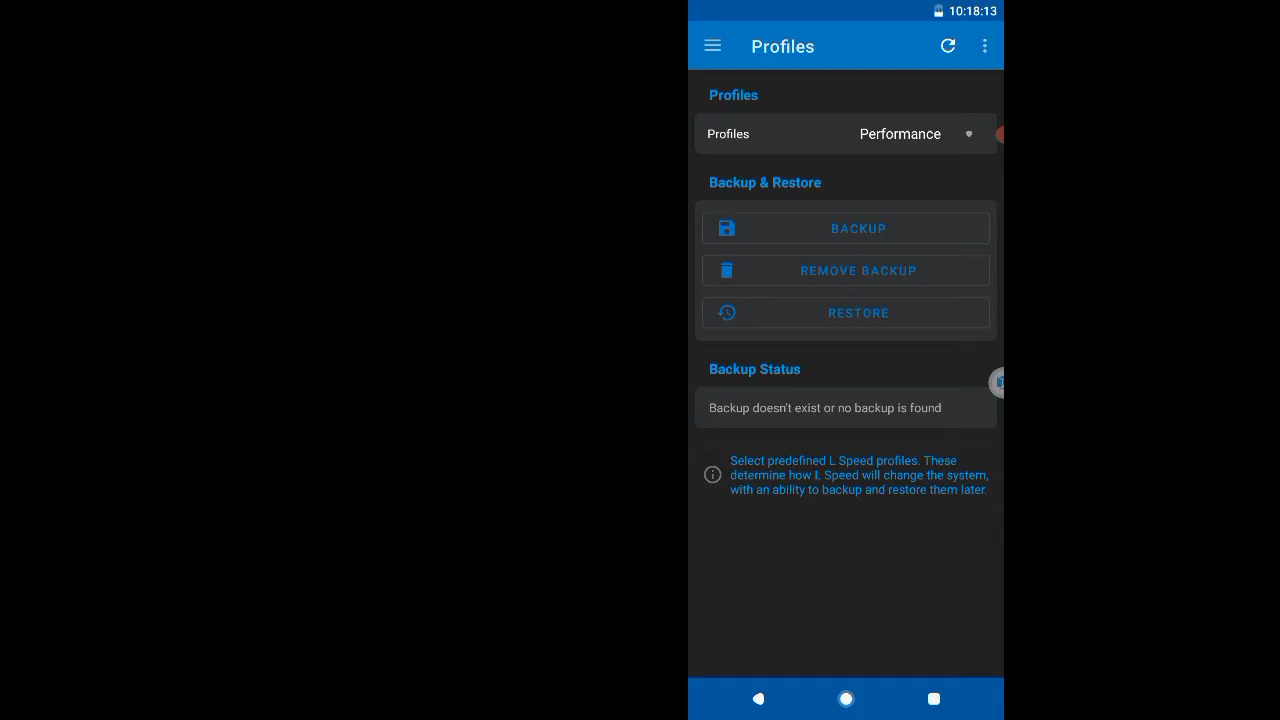 10:18:13
Profiles
Profiles
Profiles Performance
Backup & Restore
BACKUP
REMOVE BACKUP
RESTORE
Backup Status
Backup doesn't exist or no backup is found
Select predefined L Speed profiles. These
determine how L Speed will change the system,
with an ability to backup and restore them later.